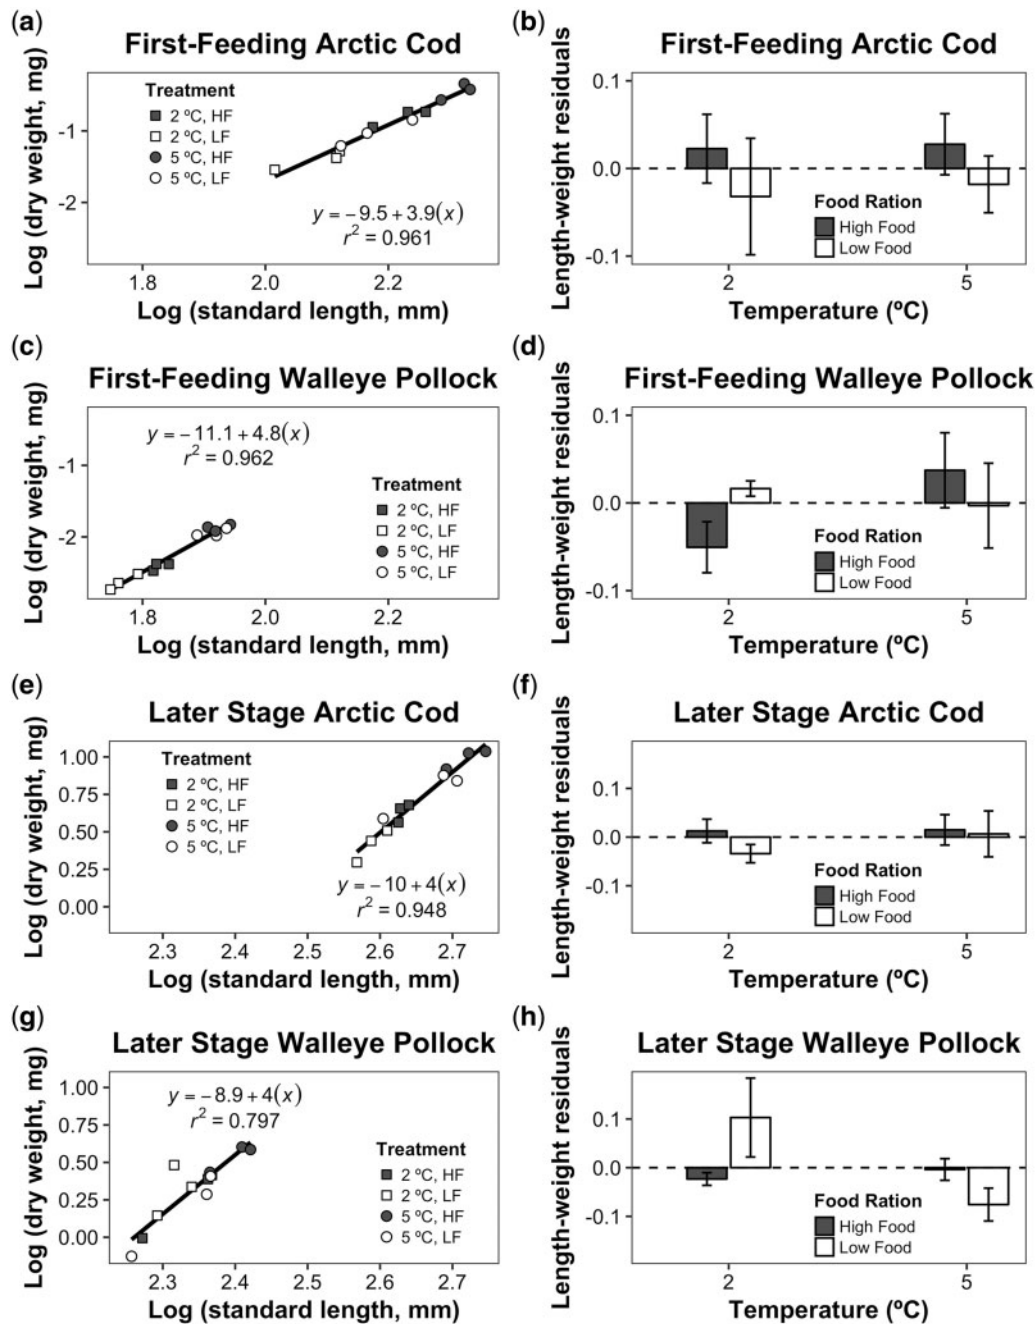 (a)
First-Feeding Arctic Cod
Log (dry weight, mg)
-1
-2
Treatment
2 ºC, HF
2 ºC, LF
5 ºC, HF
5 ºC, LF
y = −9.5 + 3.9(x)
r² = 0.961
1.8 2.0 2.2
Log (standard length, mm)
(b)
First-Feeding Arctic Cod
Length-weight residuals
0.1
0.0
-0.1
Food Ration
High Food
Low Food
2 5
Temperature (ºC)
(c)
First-Feeding Walleye Pollock
Log (dry weight, mg)
-1
-2
y = −11.1 + 4.8(x)
r² = 0.962
Treatment
2 ºC, HF
2 ºC, LF
5 ºC, HF
5 ºC, LF
1.8 2.0 2.2
Log (standard length, mm)
(d)
First-Feeding Walleye Pollock
Length-weight residuals
0.1
0.0
-0.1
Food Ration
High Food
Low Food
2 5
Temperature (ºC)
(e)
Later Stage Arctic Cod
Log (dry weight, mg)
1.00
0.75
0.50
0.25
0.00
Treatment
2 ºC, HF
2 ºC, LF
5 ºC, HF
5 ºC, LF
y = −10 + 4(x)
r² = 0.948
2.3 2.4 2.5 2.6 2.7
Log (standard length, mm)
(f)
Later Stage Arctic Cod
Length-weight residuals
0.1
0.0
-0.1
Food Ration
High Food
Low Food
2 5
Temperature (ºC)
(g)
Later Stage Walleye Pollock
Log (dry weight, mg)
1.00
0.75
0.50
0.25
0.00
y = −8.9 + 4(x)
r² = 0.797
Treatment
2 ºC, HF
2 ºC, LF
5 ºC, HF
5 ºC, LF
2.3 2.4 2.5 2.6 2.7
Log (standard length, mm)
(h)
Later Stage Walleye Pollock
Length-weight residuals
0.1
0.0
-0.1
Food Ration
High Food
Low Food
2 5
Temperature (ºC)